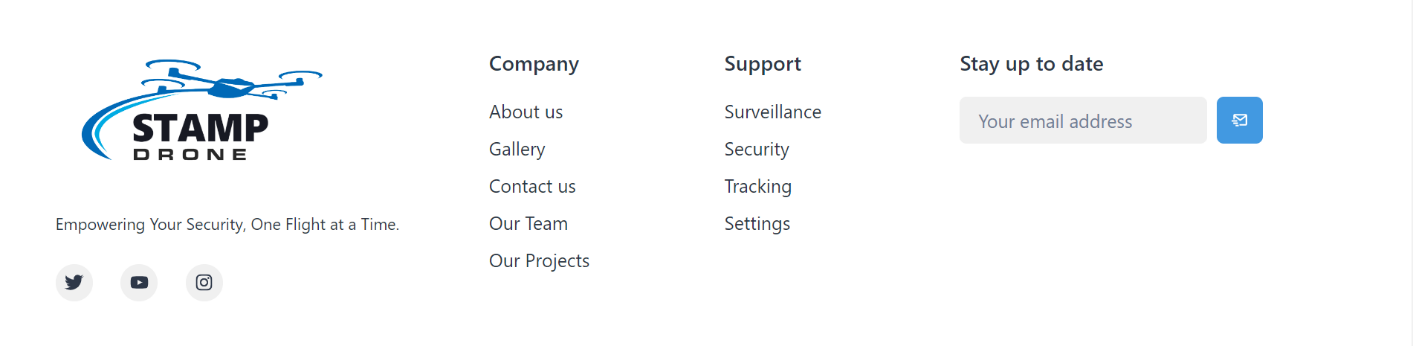 STAMP
DRONE
Empowering Your Security, One Flight at a Time.
Company
About us
Gallery
Contact us
Our Team
Our Projects
Support
Surveillance
Security
Tracking
Settings
Stay up to date
Your email address